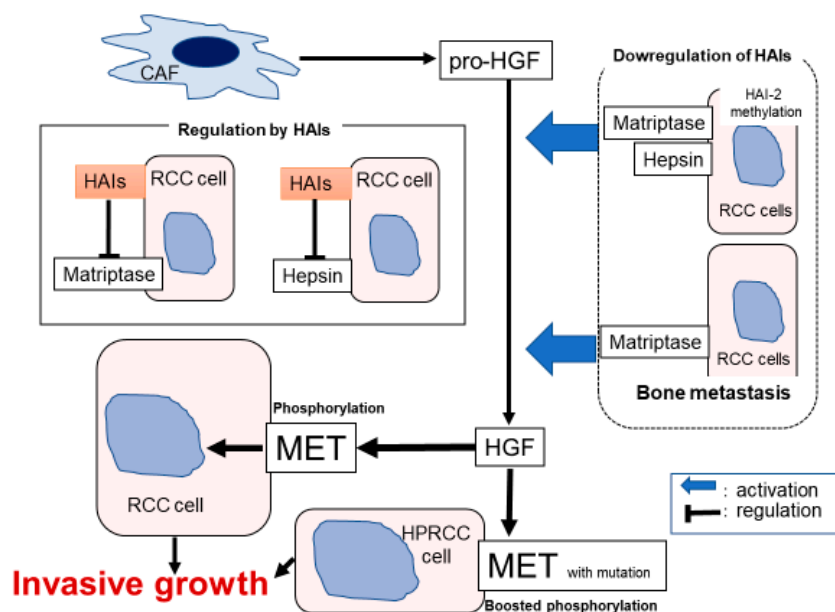 CAF
pro-HGF
Dowregulation of HAIs
HAI-2
methylation
Matriptase
Hepsin
RCC cells
Regulation by HAIs
HAIs
RCC cell
Matriptase
HAIs
RCC cell
Hepsin
Matriptase
RCC cells
Bone metastasis
Phosphorylation
MET
HGF
RCC cell
: activation
: regulation
HPRCC
cell
MET with mutation
Boosted phosphorylation
Invasive growth